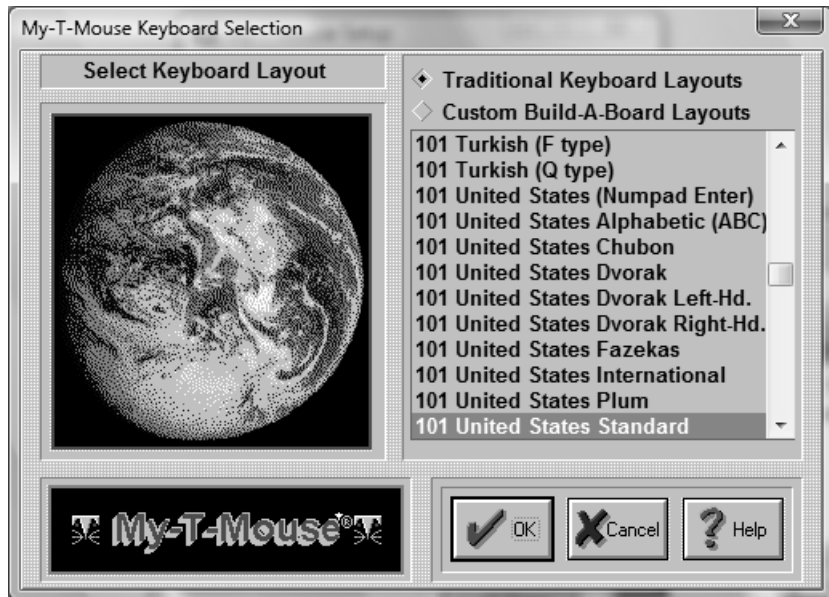 My-T-Mouse Keyboard Selection
Select Keyboard Layout
Traditional Keyboard Layouts
Custom Build-A-Board Layouts
101 Turkish (F type)
101 Turkish (Q type)
101 United States (Numpad Enter)
101 United States Alphabetic (ABC)
101 United States Chubon
101 United States Dvorak
101 United States Dvorak Left-Hd.
101 United States Dvorak Right-Hd.
101 United States Fazekas
101 United States International
101 United States Plum
101 United States Standard
My-T-Mouse®
OK
Cancel
Help